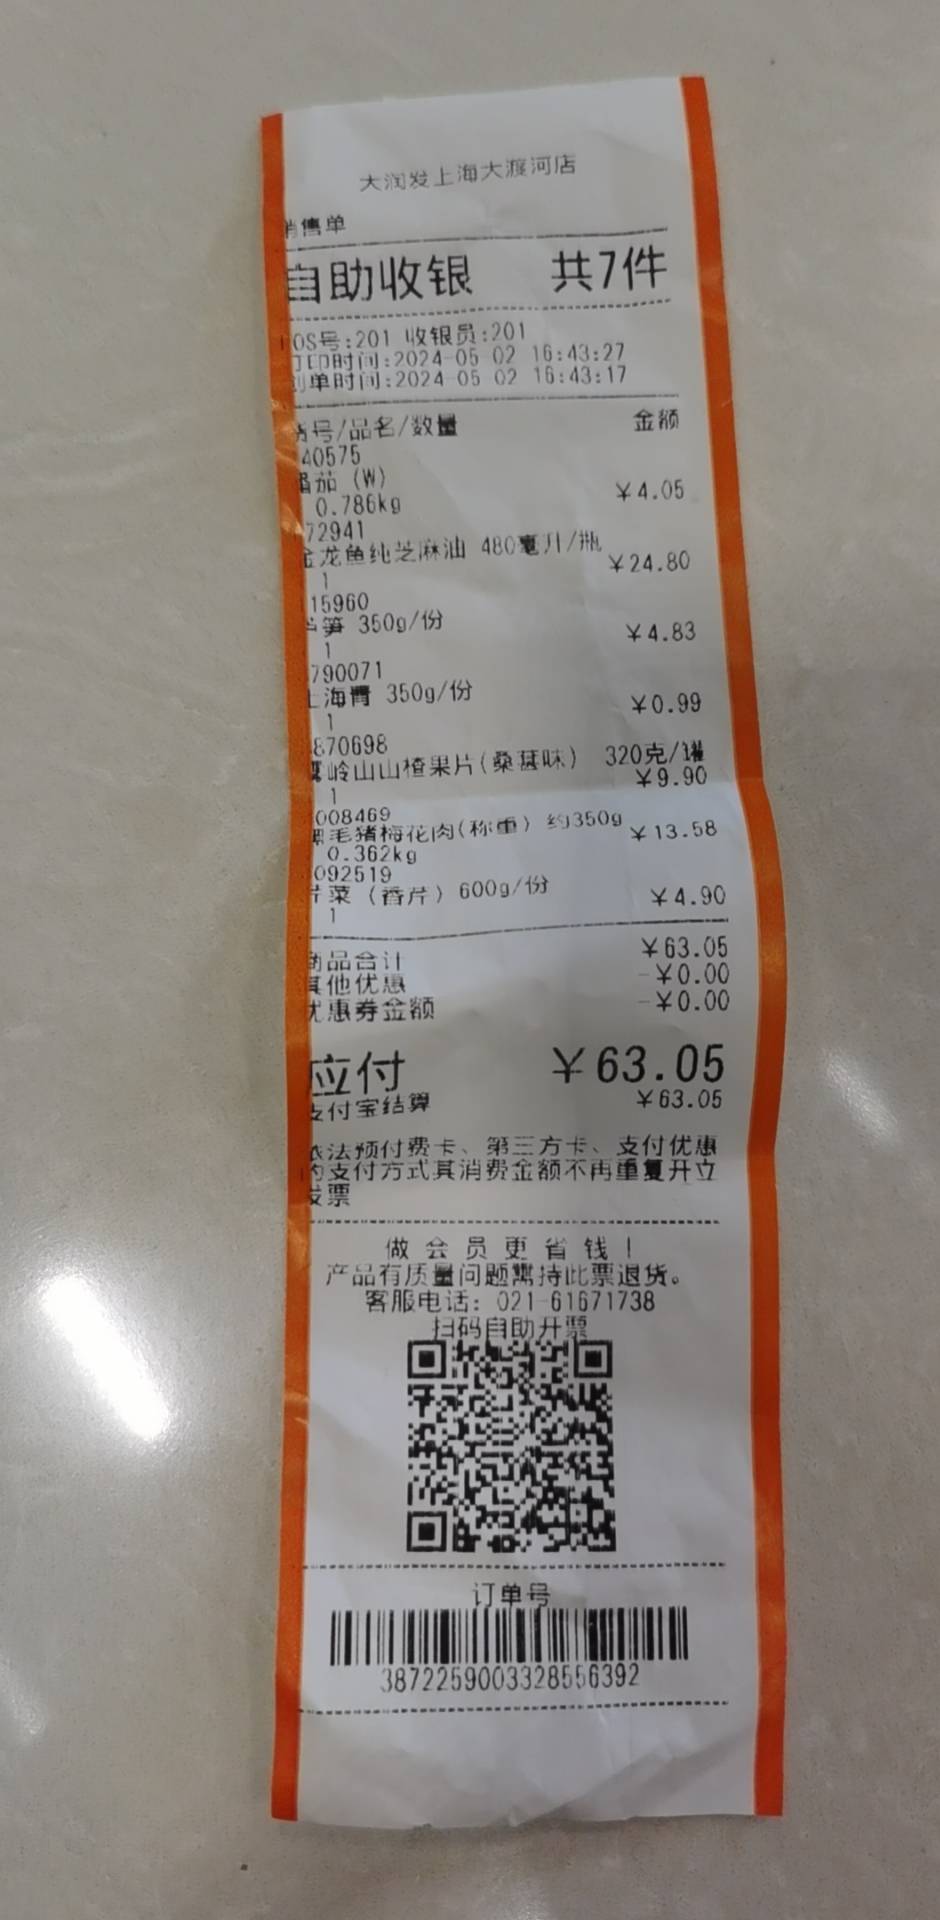 大润发上海大渡河店
销售单
自助收银 共7件
POS号:201 收银员:201
打印时间:2024-05 02 16:43:27
创单时间:2024-05 02 16:43:17
货号/品名/数量 金额
40575
番茄（W） ￥4.05
0.786kg
72941
金龙鱼纯芝麻油 480毫升/瓶 ￥24.80
1
15960
笋 350g/份 ￥4.83
1
790071
上海青 350g/份 ￥0.99
1
870698
岭山山楂果片(桑葚味) 320克/罐
￥9.90
1
008469
毛猪梅花肉(称重) 约350g ￥13.58
0.362kg
092519
芹菜（香芹）600g/份 ￥4.90
1
商品合计 ￥63.05
其他优惠 -￥0.00
优惠券金额 -￥0.00
应付 ￥63.05
支付宝结算 ￥63.05
依法预付费卡、第三方卡、支付优惠
的支付方式其消费金额不再重复开立
发票
做会员更省钱！
产品有质量问题需持此票退货。
客服电话: 021-61671738
扫码自助开票
订单号
3872259003328556392